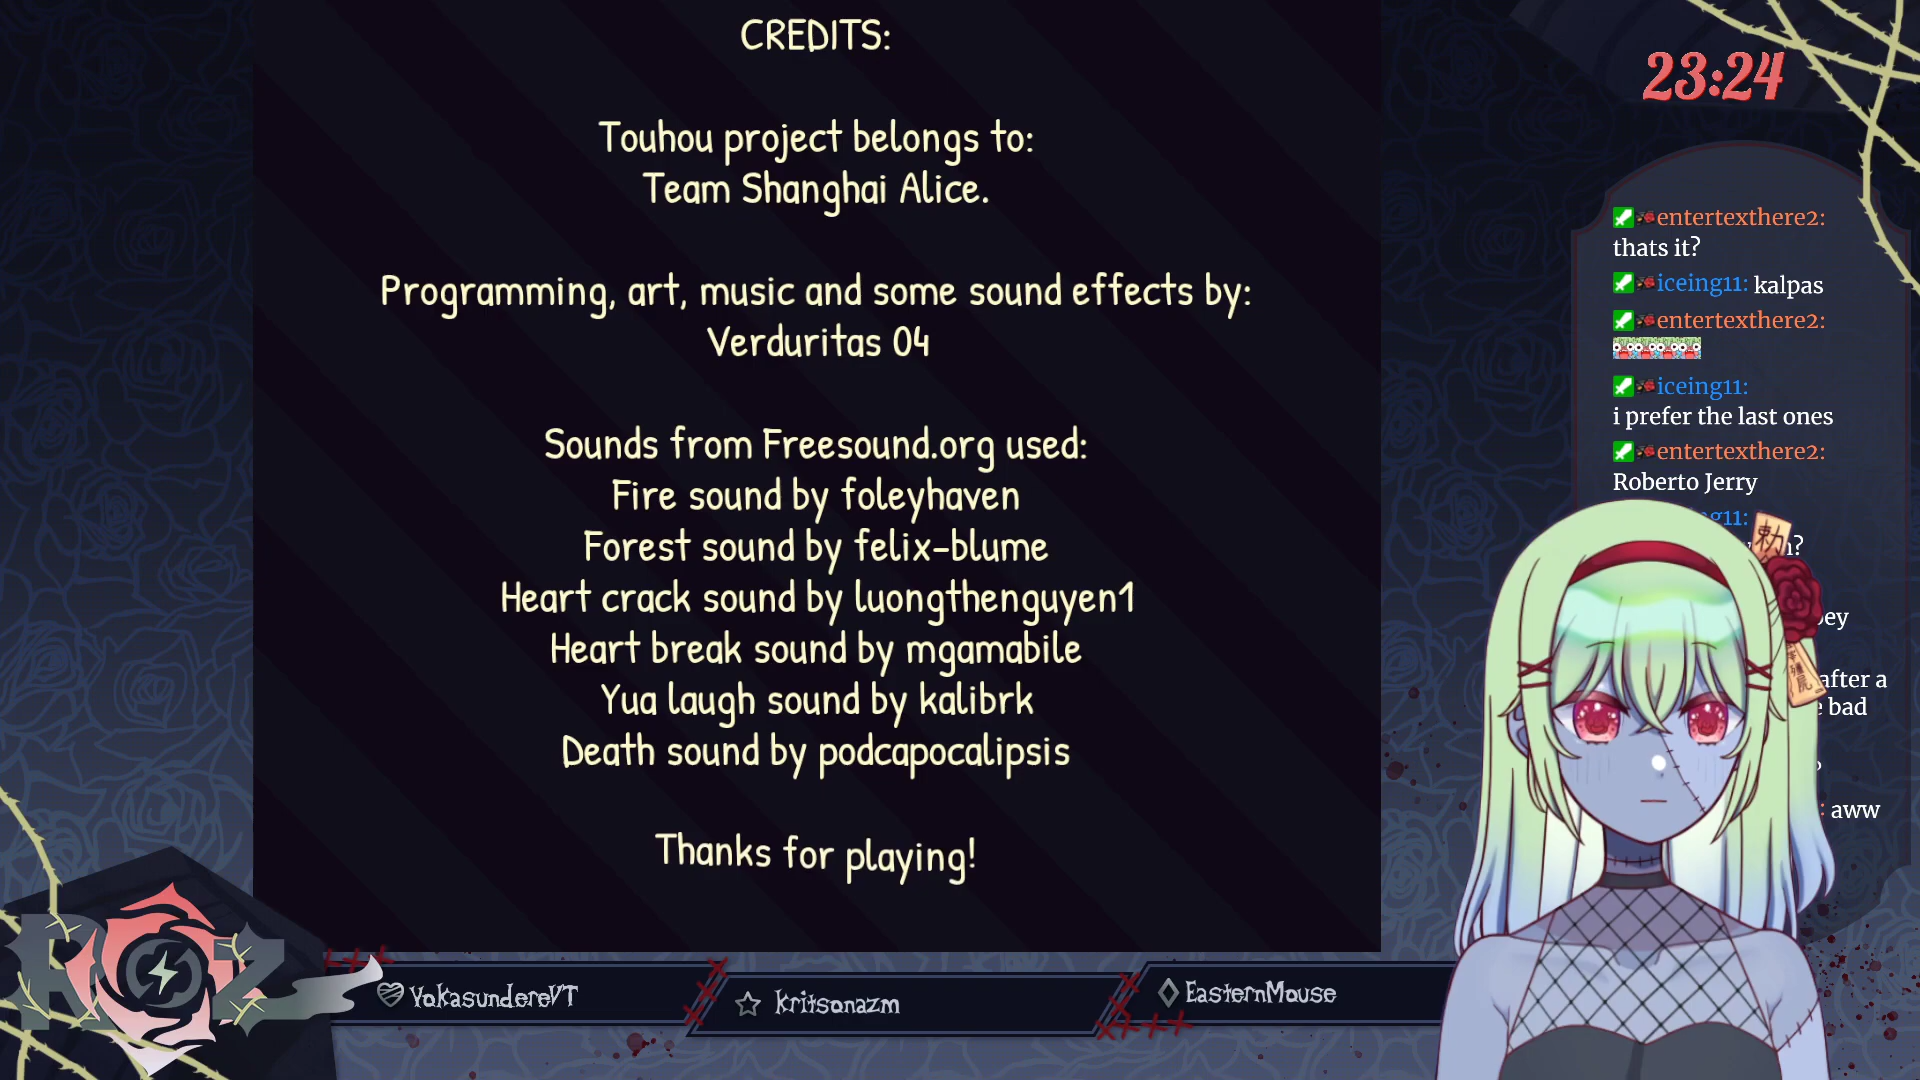 CREDITS:
Touhou project belongs to:
Team Shanghai Alice.
Programming, art, music and some sound effects by:
Verduritas 04
Sounds from Freesound.org used:
Fire sound by foleyhaven
Forest sound by felix-blume
Heart crack sound by luongthenguyen1
Heart break sound by mgamabile
Yua laugh sound by kalibrk
Death sound by podcapocalipsis
Thanks for playing!
23:24
entertexthere2:
thats it?
iceing11: kalpas
entertexthere2:
iceing11:
i prefer the last ones
entertexthere2:
Roberto Jerry
after a
bad
: aww
勅
ROZ
VokasundereVT
Kritsonazm
EasternMouse